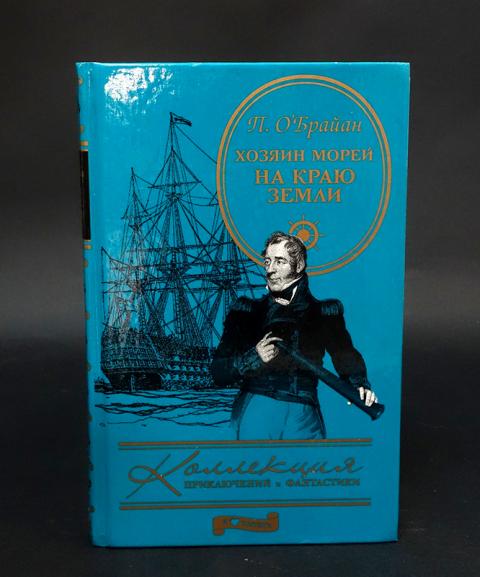 П. О'Брайан
ХОЗЯИН МОРЕЙ
НА КРАЮ
ЗЕМЛИ
Коллекция
ПРИКЛЮЧЕНИЙ и ФАНТАСТИКИ